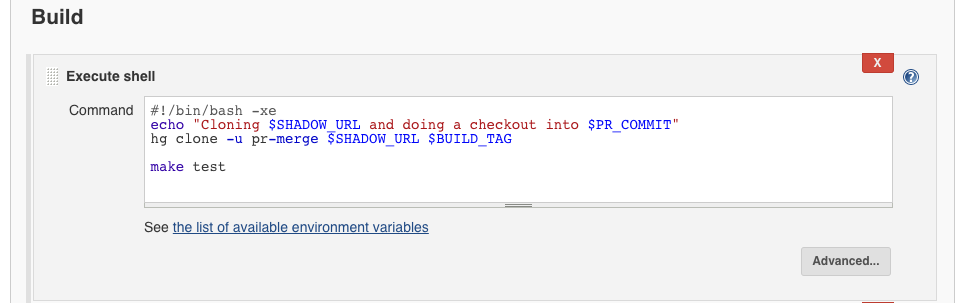 Build
Execute shell
X
?
Command
#!/bin/bash -xe
echo "Cloning $SHADOW_URL and doing a checkout into $PR_COMMIT"
hg clone -u pr-merge $SHADOW_URL $BUILD_TAG
make test
See the list of available environment variables
Advanced...